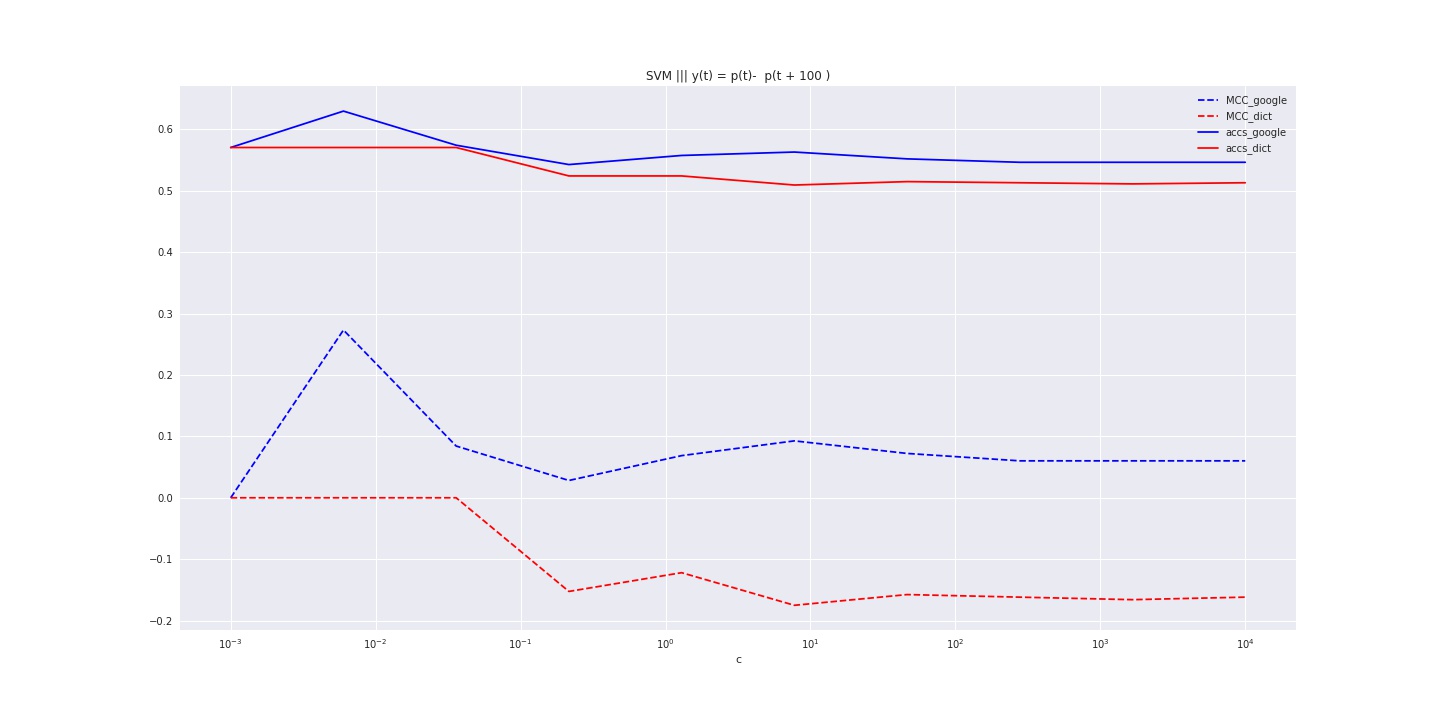 SVM ||| y(t) = p(t)-  p(t + 100 )
MCC_google
MCC_dict
accs_google
accs_dict
0.6
0.5
0.4
0.3
0.2
0.1
0.0
−0.1
−0.2
10⁻³ 10⁻² 10⁻¹ 10⁰ 10¹ 10² 10³ 10⁴
c